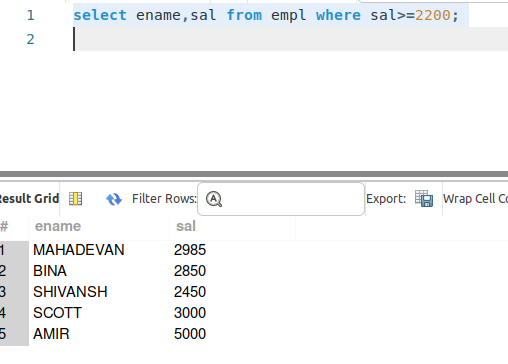 1 select ename,sal from empl where sal>=2200;
2
Result Grid Filter Rows: Export: Wrap Cell Co
# ename sal
1 MAHADEVAN 2985
2 BINA 2850
3 SHIVANSH 2450
4 SCOTT 3000
5 AMIR 5000